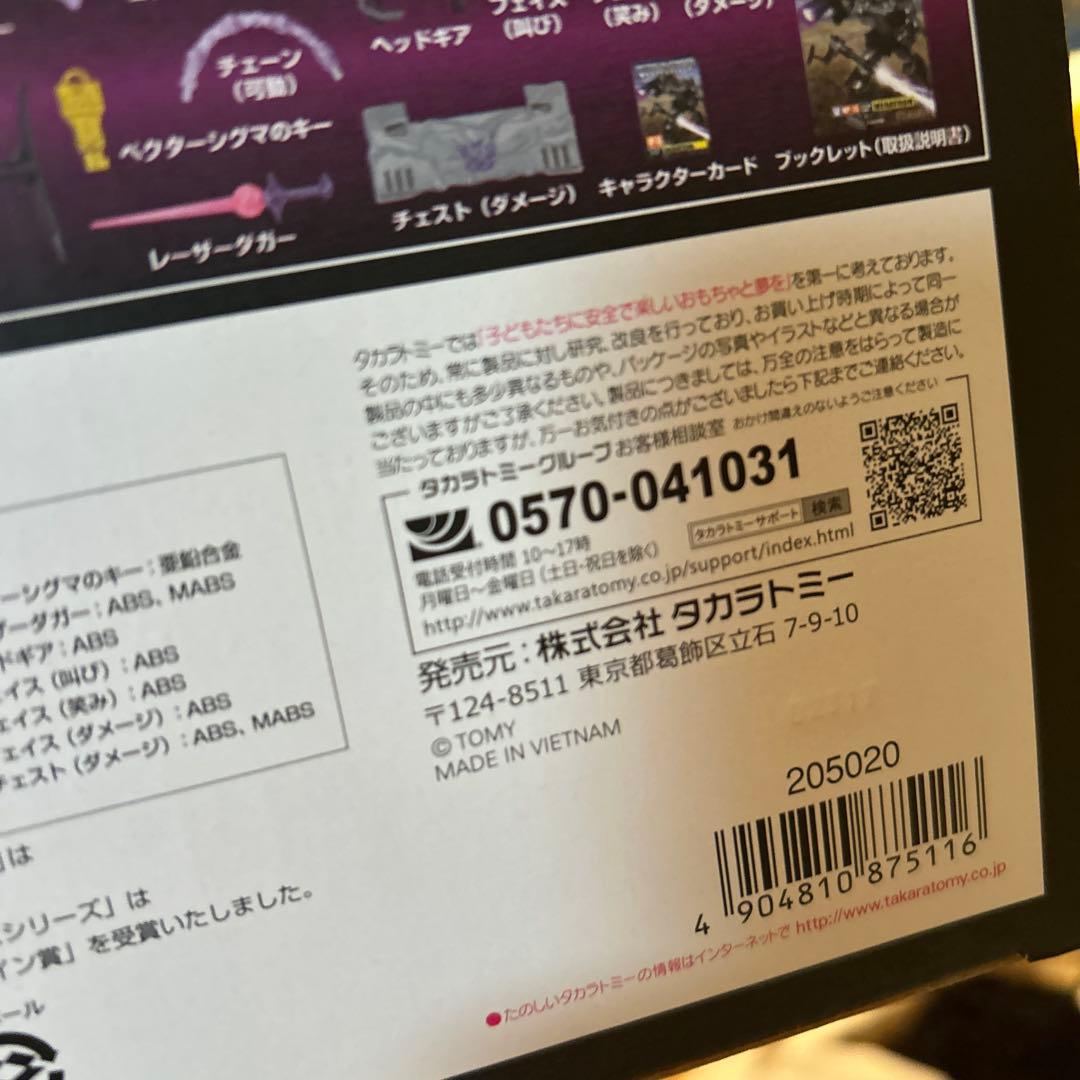 ヘッドギア
フェイス
(叫び)
(笑み)
(ダメージ)
チェーン
(可動)
ベクターシグマのキー
レーザーダガー
チェスト (ダメージ)
キャラクターカード
ブックレット(取扱説明書)
タカラトミーでは「子どもたちに安全で楽しいおもちゃと夢を」を第一に考えております。
そのため、常に製品に対し研究、改良を行っており、お買い上げ時期によって同一
製品の中にも多少異なるものや、パッケージの写真やイラストなどと異なる場合が
ございますがご了承ください。製品につきましては、万全の注意をはらって製造に
当たっておりますが、万一お気付きの点がございましたら下記までご連絡ください。
タカラトミーグループお客様相談室 おかけ間違えのないようご注意ください
0570-041031
電話受付時間 10〜17時
月曜日〜金曜日 (土日・祝日を除く)
タカラトミーサポート 検索
http://www.takaratomy.co.jp/support/index.html
発売元:株式会社 タカラトミー
〒124-8511 東京都葛飾区立石 7-9-10
© TOMY
MADE IN VIETNAM
205020
4 904810 875116
●たのしいタカラトミーの情報はインターネットで http://www.takaratomy.co.jp
ーシグマのキー:亜鉛合金
ーダガー:ABS、MABS
ドギア:ABS
ェイス (叫び) :ABS
ェイス (笑み) :ABS
ェイス (ダメージ) :ABS
チェスト (ダメージ) :ABS、MABS
は
シリーズ」は
イン賞」を受賞いたしました。
ール